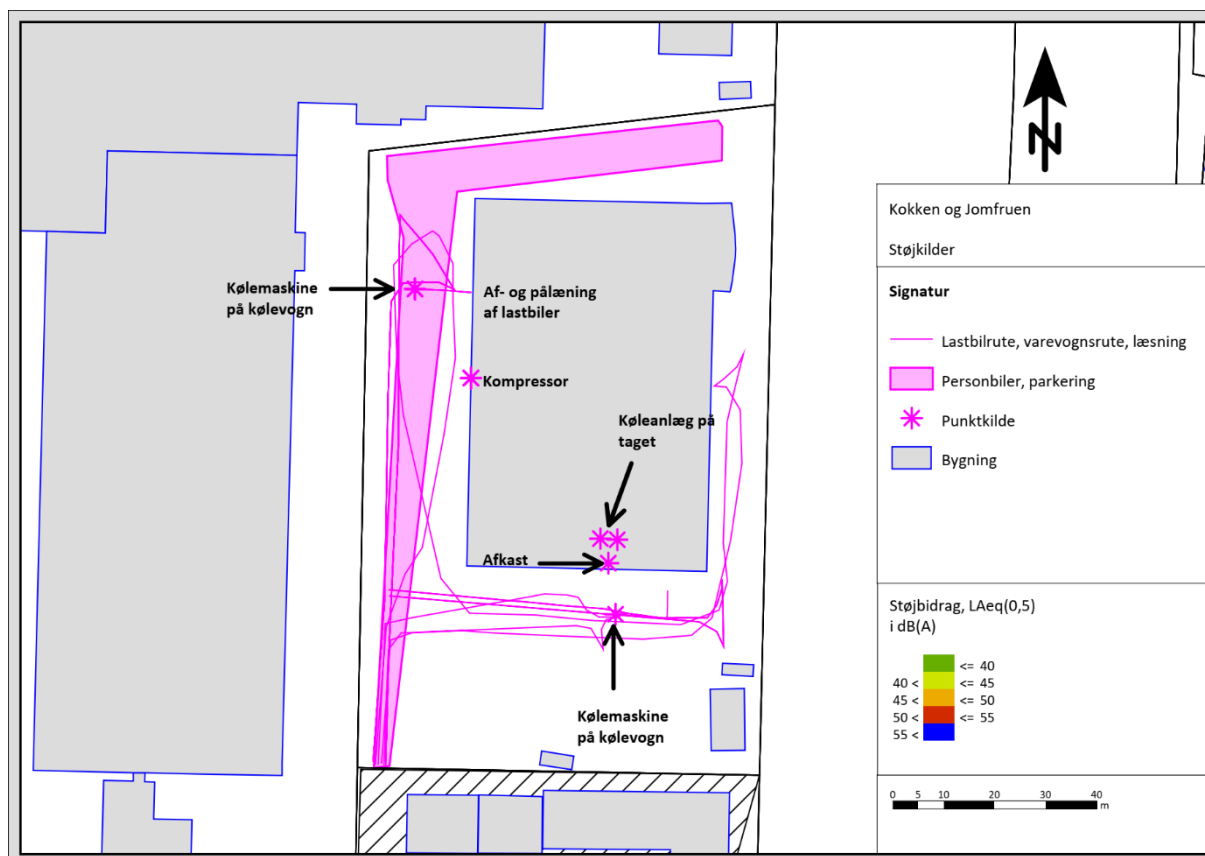 Kølemaskine
på kølevogn
Af- og pålæning
af lastbiler
Kompressor
Køleanlæg på
taget
Afkast
Kølemaskine
på kølevogn
N
Kokken og Jomfruen
Støjkilder
Signatur
Lastbilrute, varevognsrute, læsning
Personbiler, parkering
Punktkilde
Bygning
Støjbidrag, LAeq(0,5)
i dB(A)
<= 40
40 < <= 45
45 < <= 50
50 < <= 55
55 <
0 5 10 20 30 40
m